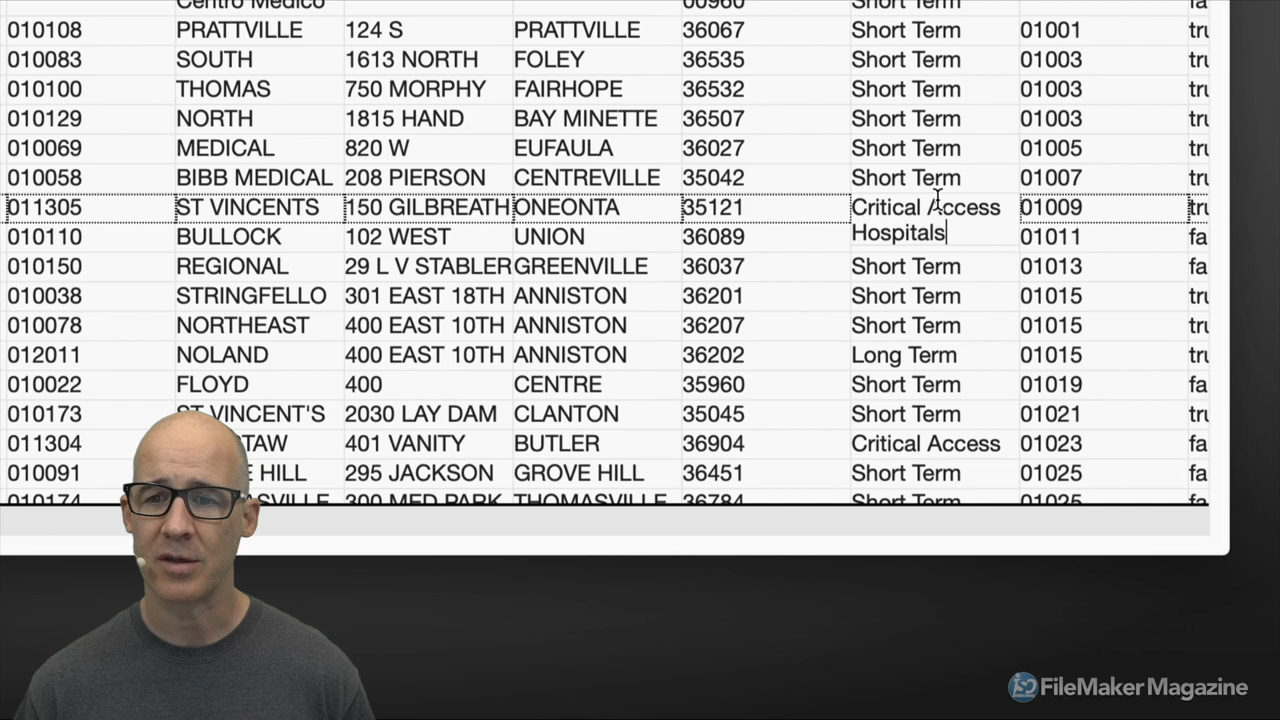 Centro Medico 00960 Short Term fa
010108 PRATTVILLE 124 S PRATTVILLE 36067 Short Term 01001 tru
010083 SOUTH 1613 NORTH FOLEY 36535 Short Term 01003 tru
010100 THOMAS 750 MORPHY FAIRHOPE 36532 Short Term 01003 tru
010129 NORTH 1815 HAND BAY MINETTE 36507 Short Term 01003 tru
010069 MEDICAL 820 W EUFAULA 36027 Short Term 01005 tru
010058 BIBB MEDICAL 208 PIERSON CENTREVILLE 35042 Short Term 01007 tru
011305 ST VINCENTS 150 GILBREATH ONEONTA 35121 Critical Access 01009 tru
Hospitals
010110 BULLOCK 102 WEST UNION 36089 01011 fa
010150 REGIONAL 29 L V STABLER GREENVILLE 36037 Short Term 01013 fa
010038 STRINGFELLO 301 EAST 18TH ANNISTON 36201 Short Term 01015 tru
010078 NORTHEAST 400 EAST 10TH ANNISTON 36207 Short Term 01015 tru
012011 NOLAND 400 EAST 10TH ANNISTON 36202 Long Term 01015 tru
010022 FLOYD 400 CENTRE 35960 Short Term 01019 fa
010173 ST VINCENT'S 2030 LAY DAM CLANTON 35045 Short Term 01021 tru
011304 TAW 401 VANITY BUTLER 36904 Critical Access 01023 fa
010091 E HILL 295 JACKSON GROVE HILL 36451 Short Term 01025 fa
010174 MASVILLE 300 MED PARK THOMASVILLE 36784 Short Term 01025 fa
FileMaker Magazine